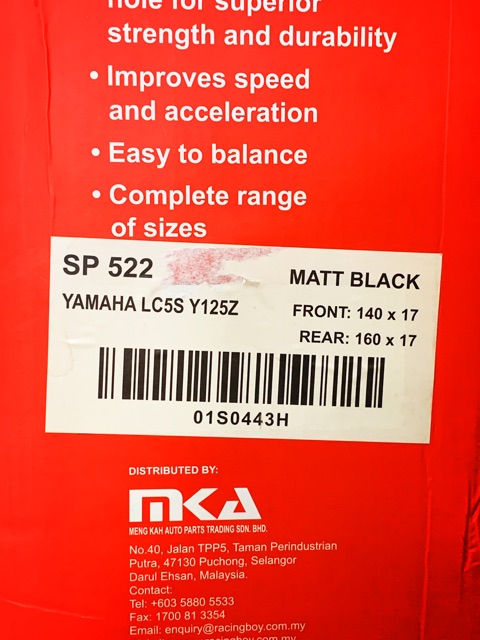 hole for superior
strength and durability
• Improves speed
and acceleration
• Easy to balance
• Complete range
of sizes
SP 522
MATT BLACK
YAMAHA LC5S Y125Z
FRONT: 140 x 17
REAR: 160 x 17
01S0443H
DISTRIBUTED BY:
MKA
MENG KAH AUTO PARTS TRADING SDN. BHD.
No.40, Jalan TPP5, Taman Perindustrian
Putra, 47130 Puchong, Selangor
Darul Ehsan, Malaysia.
Contact:
Tel: +603 5880 5533
Fax: 1700 81 3354
Email: enquiry@racingboy.com.my